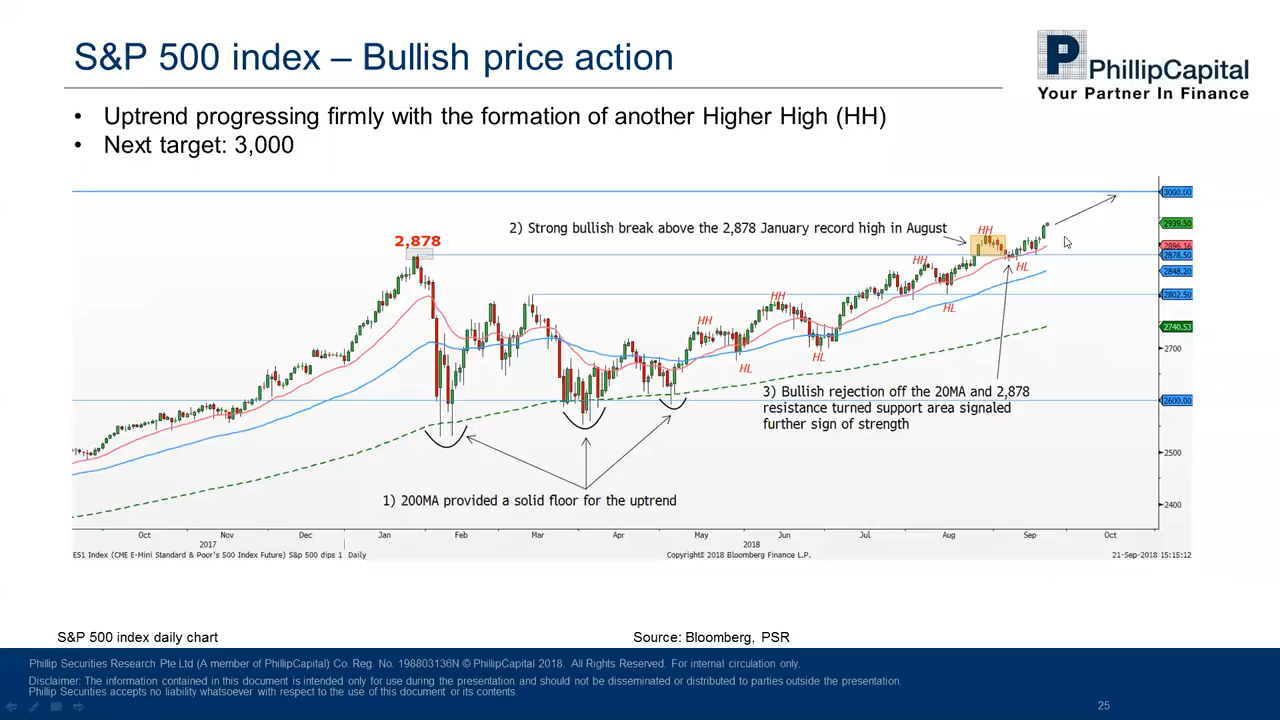 S&P 500 index – Bullish price action
P PhillipCapital
Your Partner In Finance
• Uptrend progressing firmly with the formation of another Higher High (HH)
• Next target: 3,000
3000.00
2) Strong bullish break above the 2,878 January record high in August
HH
2939.50
2,878
2896.16
2878.50
HH
HL
2848.20
HH
2802.50
HL
HH
2740.53
2700
HL
HL
3) Bullish rejection off the 20MA and 2,878
resistance turned support area signaled
further sign of strength
2600.00
2500
1) 200MA provided a solid floor for the uptrend
2400
Oct Nov Dec Jan Feb Mar Apr May Jun Jul Aug Sep Oct
2017 2018
ES1 Index (CME E-Mini Standard & Poor's 500 Index Future) S&P 500 dips 1 Daily Copyright© 2018 Bloomberg Finance L.P. 21-Sep-2018 15:15:12
S&P 500 index daily chart Source: Bloomberg, PSR
Phillip Securities Research Pte Ltd (A member of PhillipCapital) Co. Reg. No. 198803136N © PhillipCapital 2018. All Rights Reserved. For internal circulation only.
Disclaimer: The information contained in this document is intended only for use during the presentation and should not be disseminated or distributed to parties outside the presentation.
Phillip Securities accepts no liability whatsoever with respect to the use of this document or its contents.
25